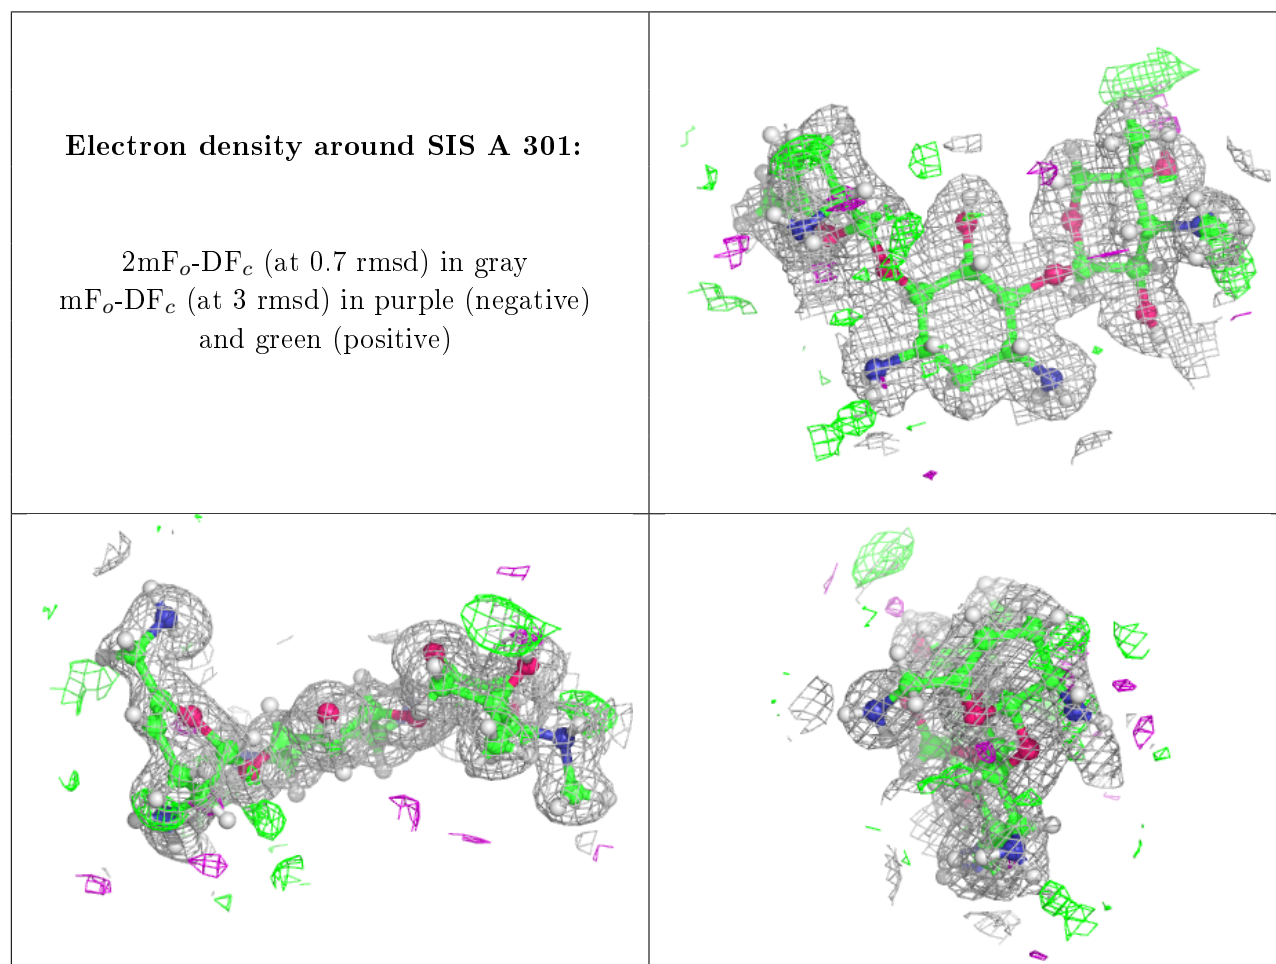 Electron density around SIS A 301:
2mFₒ-DF𝒸 (at 0.7 rmsd) in gray
mFₒ-DF𝒸 (at 3 rmsd) in purple (negative)
and green (positive)